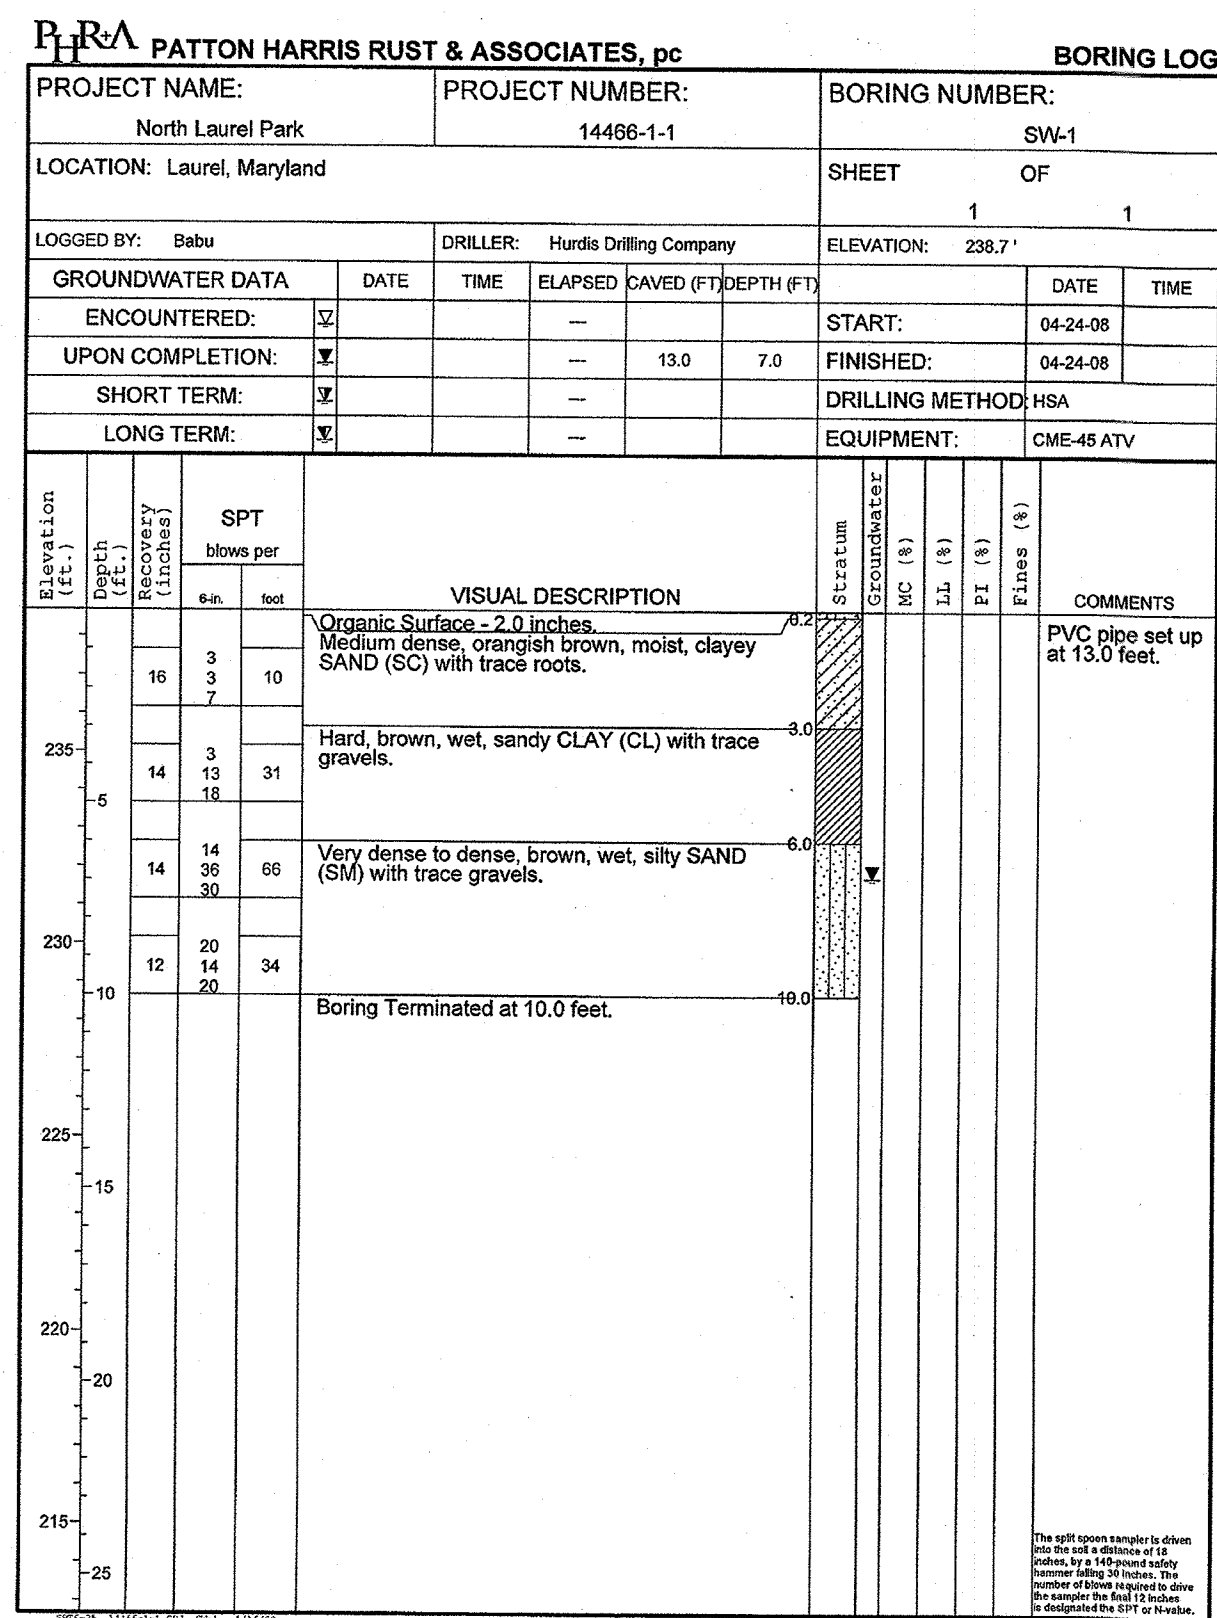 PHR+A PATTON HARRIS RUST & ASSOCIATES, pc BORING LOG
PROJECT NAME: PROJECT NUMBER: BORING NUMBER:
North Laurel Park 14466-1-1 SW-1
LOCATION: Laurel, Maryland SHEET OF
1 1
LOGGED BY: Babu DRILLER: Hurdis Drilling Company ELEVATION: 238.7 '
GROUNDWATER DATA DATE TIME ELAPSED CAVED (FT) DEPTH (FT) DATE TIME
ENCOUNTERED: --- START: 04-24-08
UPON COMPLETION: --- 13.0 7.0 FINISHED: 04-24-08
SHORT TERM: --- DRILLING METHOD: HSA
LONG TERM: --- EQUIPMENT: CME-45 ATV
Elevation (ft.)
Depth (ft.)
Recovery (inches)
SPT
blows per
6-in. foot
VISUAL DESCRIPTION
Stratum
Groundwater
MC (%)
LL (%)
PI (%)
Fines (%)
COMMENTS
Organic Surface - 2.0 inches. 0.2
Medium dense, orangish brown, moist, clayey
SAND (SC) with trace roots.
PVC pipe set up
at 13.0 feet.
3
16 3 10
7
3.0
Hard, brown, wet, sandy CLAY (CL) with trace
gravels.
235
3
14 13 31
18
5
6.0
Very dense to dense, brown, wet, silty SAND
(SM) with trace gravels.
14
14 36 66
30
230
20
12 14 34
20
10 10.0
Boring Terminated at 10.0 feet.
225
15
220
20
215
25
The split spoon sampler is driven
into the soil a distance of 18
inches, by a 140-pound safety
hammer falling 30 inches. The
number of blows required to drive
the sampler the final 12 inches
is designated the SPT or N-value.